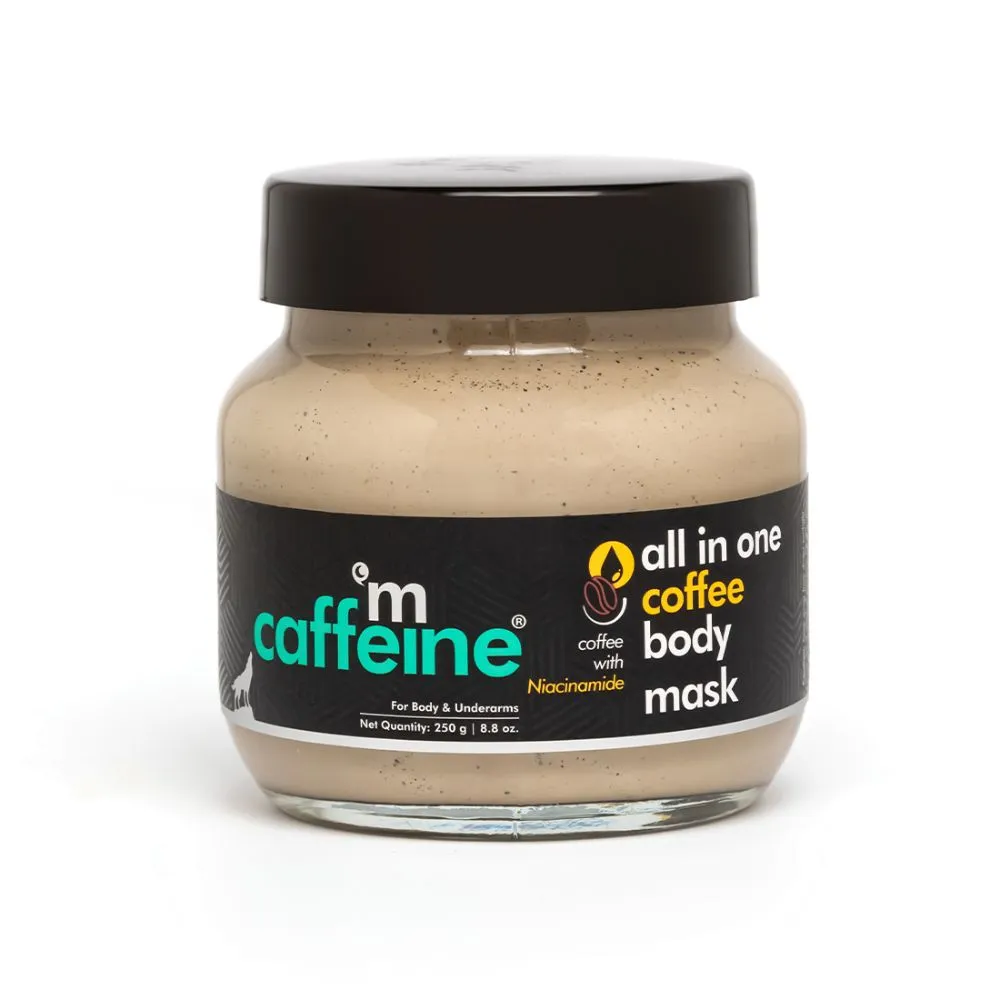 'm
caffeine®
For Body & Underarms
Net Quantity: 250 g | 8.8 oz.
coffee
with
Niacinamide
all in one
coffee
body
mask